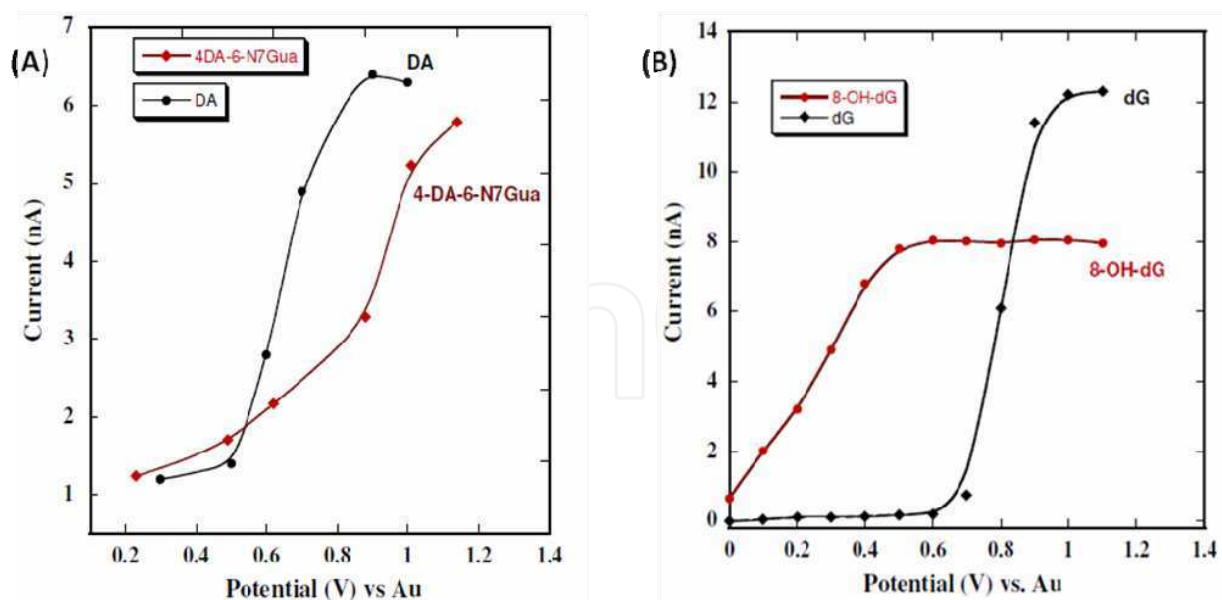 (A)
7
6
5
4
3
2
1
Current (nA)
4DA-6-N7Gua
DA
DA
4-DA-6-N7Gua
0.2 0.4 0.6 0.8 1 1.2 1.4
Potential (V) vs Au
(B)
14
12
10
8
6
4
2
0
Current (nA)
8-OH-dG
dG
dG
8-OH-dG
0 0.2 0.4 0.6 0.8 1 1.2 1.4
Potential (V) vs. Au